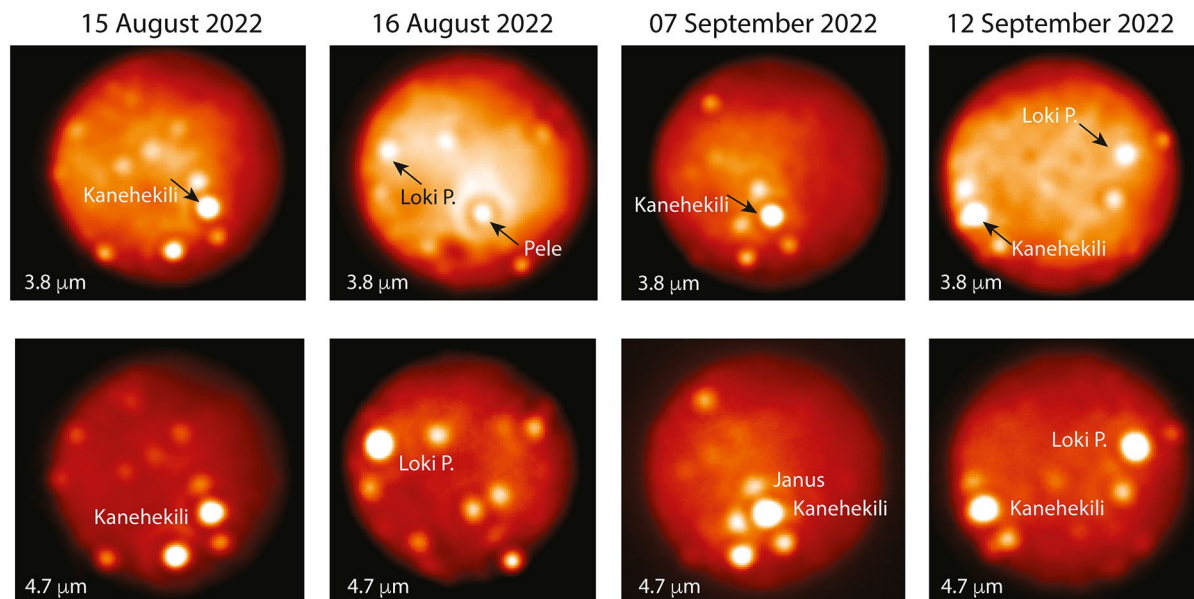 15 August 2022
16 August 2022
07 September 2022
12 September 2022
Kanehekili
3.8 μm
Loki P.
Pele
3.8 μm
Kanehekili
3.8 μm
Loki P.
Kanehekili
3.8 μm
Kanehekili
4.7 μm
Loki P.
4.7 μm
Janus
Kanehekili
4.7 μm
Loki P.
Kanehekili
4.7 μm